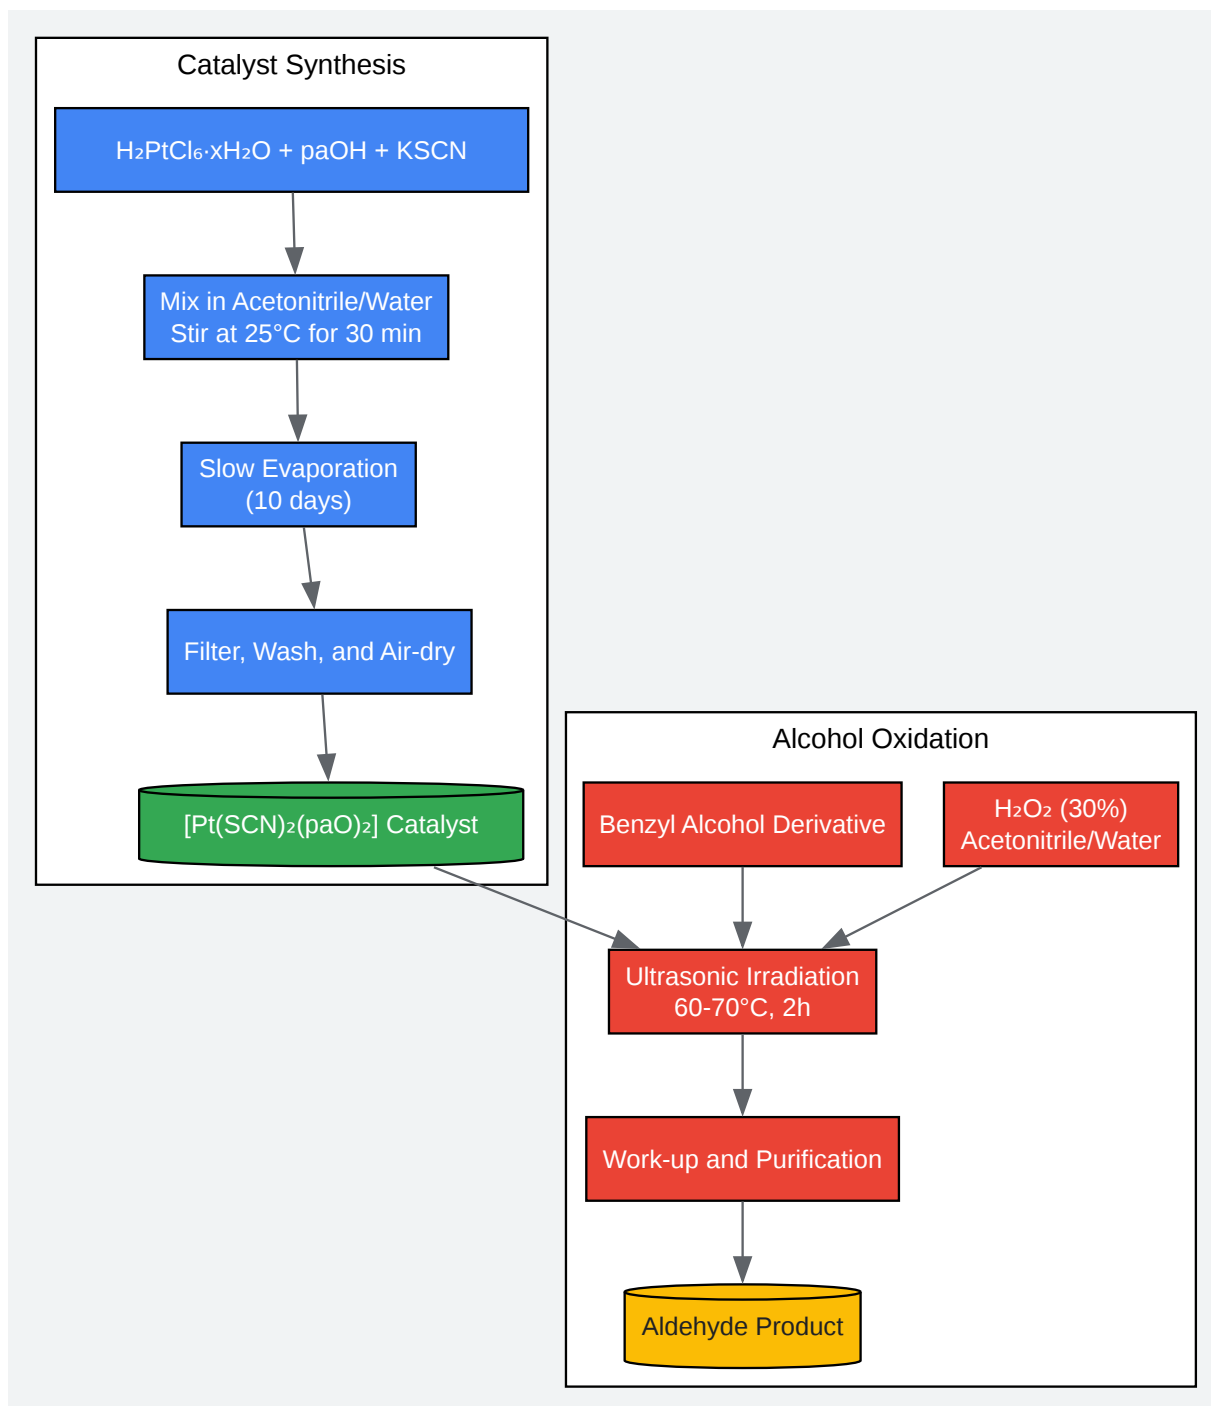 Catalyst Synthesis
H₂PtCl₆·xH₂O + paOH + KSCN
Mix in Acetonitrile/Water
Stir at 25°C for 30 min
Slow Evaporation
(10 days)
Filter, Wash, and Air-dry
[Pt(SCN)₂(paO)₂] Catalyst
Alcohol Oxidation
Benzyl Alcohol Derivative
H₂O₂ (30%)
Acetonitrile/Water
Ultrasonic Irradiation
60-70°C, 2h
Work-up and Purification
Aldehyde Product